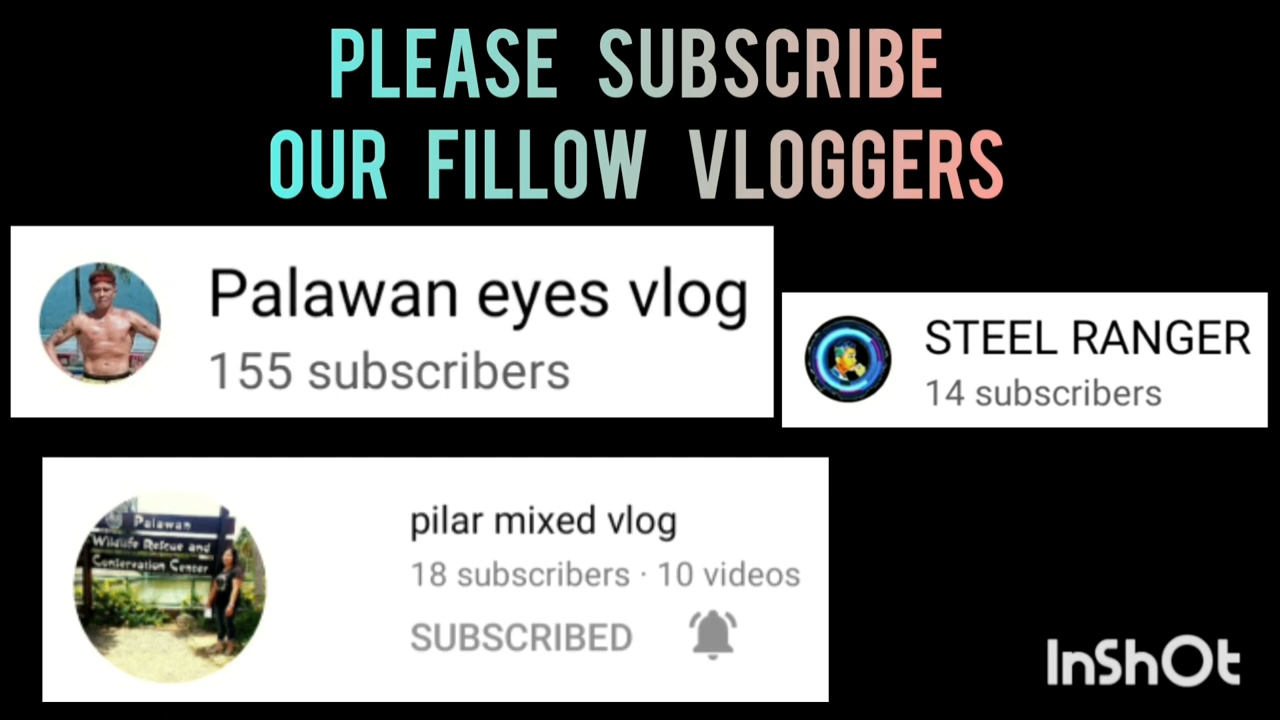 PLEASE SUBSCRIBE
OUR FILLOW VLOGGERS
Palawan eyes vlog
155 subscribers
STEEL RANGER
14 subscribers
Palawan
Wildlife Rescue and
Conservation Center
pilar mixed vlog
18 subscribers · 10 videos
SUBSCRIBED
InShOt